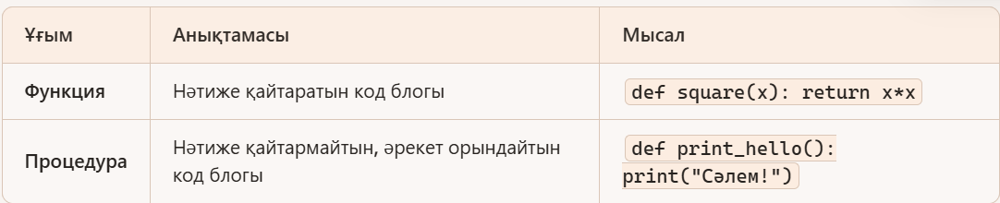 Ұғым Анықтамасы Мысал
Функция Нәтиже қайтаратын код блогы def square(x): return x*x
Процедура Нәтиже қайтармайтын, әрекет орындайтын код блогы def print_hello(): print("Сәлем!")